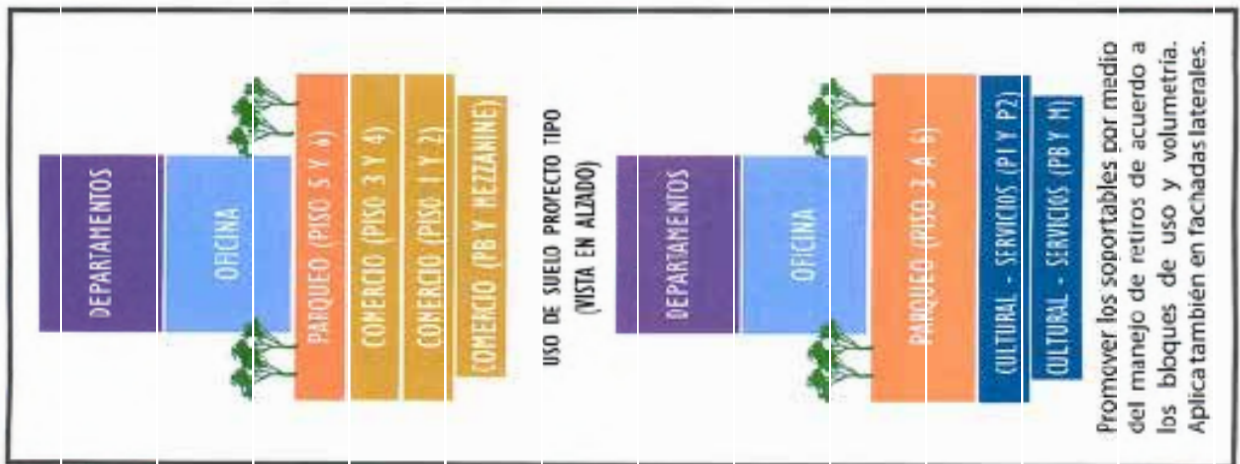 DEPARTAMENTOS
OFICINA
PARQUEO (PISO 5 Y 6)
COMERCIO (PISO 3 Y 4)
COMERCIO (PISO 1 Y 2)
COMERCIO (PB Y MEZZANINE)
USO DE SUELO PROYECTO TIPO
(VISTA EN ALZADO)
DEPARTAMENTOS
OFICINA
PARQUEO (PISO 3 A 6)
CULTURAL - SERVICIOS (P1 Y P2)
CULTURAL - SERVICIOS (PB Y M)
Promover los soportables por medio
del manejo de retiros de acuerdo a
los bloques de uso y volumetría.
Aplica también en fachadas laterales.